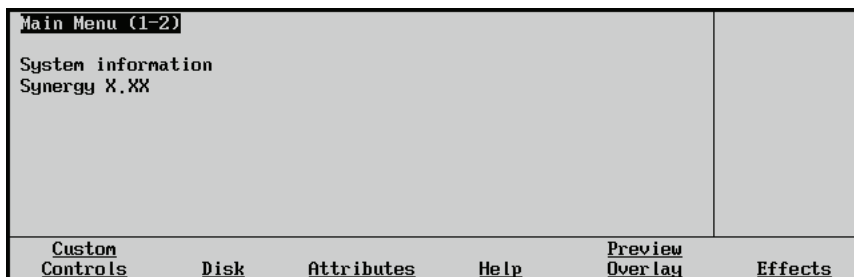 Main Menu (1-2)
System information
Synergy X.XX
Custom Controls
Disk
Attributes
Help
Preview Overlay
Effects